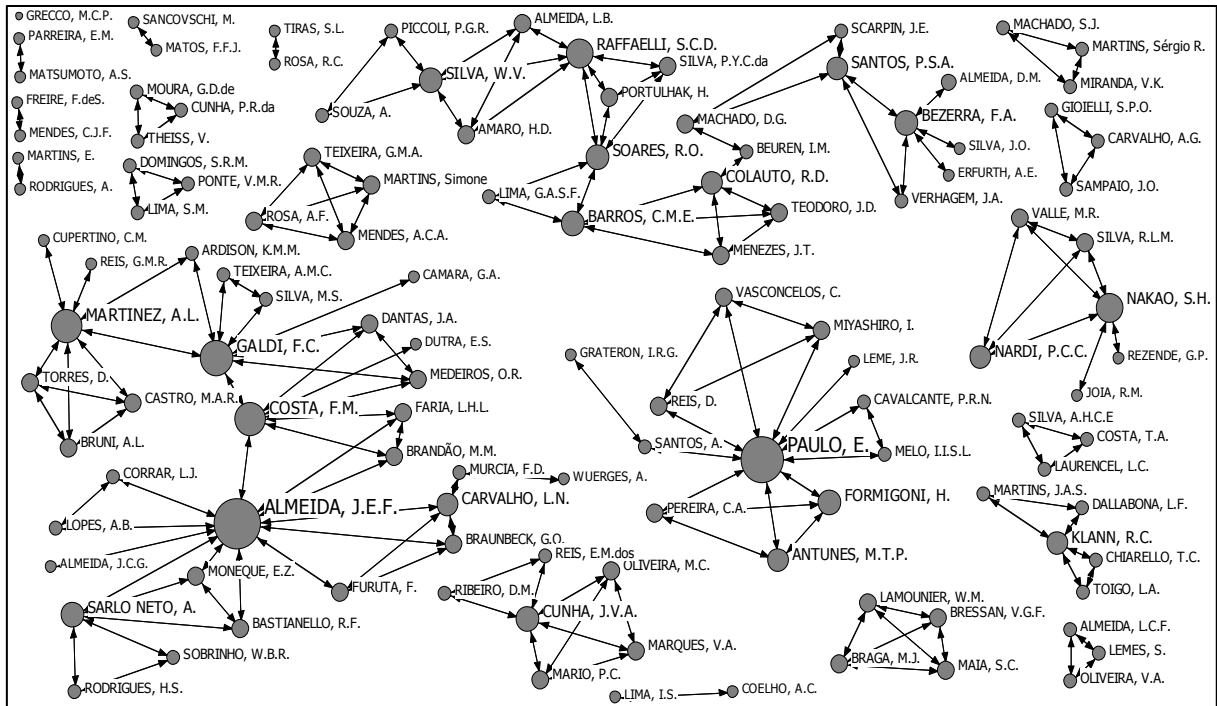 GRECCO, M.C.P.
PARREIRA, E.M.
MATSUMOTO, A.S.
FREIRE, F.deS.
MENDES, C.J.F.
MARTINS, E.
RODRIGUES, A.
SANCOVSCHI, M.
MATOS, F.F.J.
MOURA, G.D.de
CUNHA, P.R.da
THEISS, V.
DOMINGOS, S.R.M.
PONTE, V.M.R.
LIMA, S.M.
TIRAS, S.L.
ROSA, R.C.
PICCOLI, P.G.R.
ALMEIDA, L.B.
RAFFAELLI, S.C.D.
SILVA, P.Y.C.da
SILVA, W.V.
PORTULHAK, H.
SOUZA, A.
AMARO, H.D.
SOARES, R.O.
LIMA, G.A.S.F.
BARROS, C.M.E.
TEIXEIRA, G.M.A.
MARTINS, Simone
ROSA, A.F.
MENDES, A.C.A.
SCARPIN, J.E.
SANTOS, P.S.A.
MACHADO, D.G.
BEUREN, I.M.
COLAUTO, R.D.
TEODORO, J.D.
MENEZES, J.T.
ALMEIDA, D.M.
BEZERRA, F.A.
SILVA, J.O.
ERFURTH, A.E.
VERHAGEM, J.A.
MACHADO, S.J.
MARTINS, Sérgio R.
MIRANDA, V.K.
GIOIELLI, S.P.O.
CARVALHO, A.G.
SAMPAIO, J.O.
VALLE, M.R.
SILVA, R.L.M.
NAKAO, S.H.
NARDI, P.C.C.
REZENDE, G.P.
JOIA, R.M.
CUPERTINO, C.M.
REIS, G.M.R.
ARDISON, K.M.M.
TEIXEIRA, A.M.C.
SILVA, M.S.
CAMARA, G.A.
MARTINEZ, A.L.
GALDI, F.C.
DANTAS, J.A.
DUTRA, E.S.
MEDEIROS, O.R.
TORRES, D.
CASTRO, M.A.R.
BRUNI, A.L.
COSTA, F.M.
FARIA, L.H.L.
BRANDÃO, M.M.
CORRAR, L.J.
LOPES, A.B.
ALMEIDA, J.E.F.
MURCIA, F.D.
WUERGES, A.
CARVALHO, L.N.
BRAUNBECK, G.O.
ALMEIDA, J.C.G.
MONEQUE, E.Z.
FURUTA, F.
SARLO NETO, A.
BASTIANELLO, R.F.
SOBRINHO, W.B.R.
RODRIGUES, H.S.
VASCONCELOS, C.
MIYASHIRO, I.
GRATERON, I.R.G.
LEME, J.R.
REIS, D.
CAVALCANTE, P.R.N.
SANTOS, A.
PAULO, E.
MELO, I.I.S.L.
PEREIRA, C.A.
FORMIGONI, H.
ANTUNES, M.T.P.
REIS, E.M.dos
OLIVEIRA, M.C.
RIBEIRO, D.M.
CUNHA, J.V.A.
MARQUES, V.A.
MARIO, P.C.
LIMA, I.S.
COELHO, A.C.
SILVA, A.H.C.E
COSTA, T.A.
LAURENCEL, L.C.
MARTINS, J.A.S.
DALLABONA, L.F.
KLANN, R.C.
CHIARELLO, T.C.
TOIGO, L.A.
LAMOUNIER, W.M.
BRESSAN, V.G.F.
BRAGA, M.J.
MAIA, S.C.
ALMEIDA, L.C.F.
LEMES, S.
OLIVEIRA, V.A.